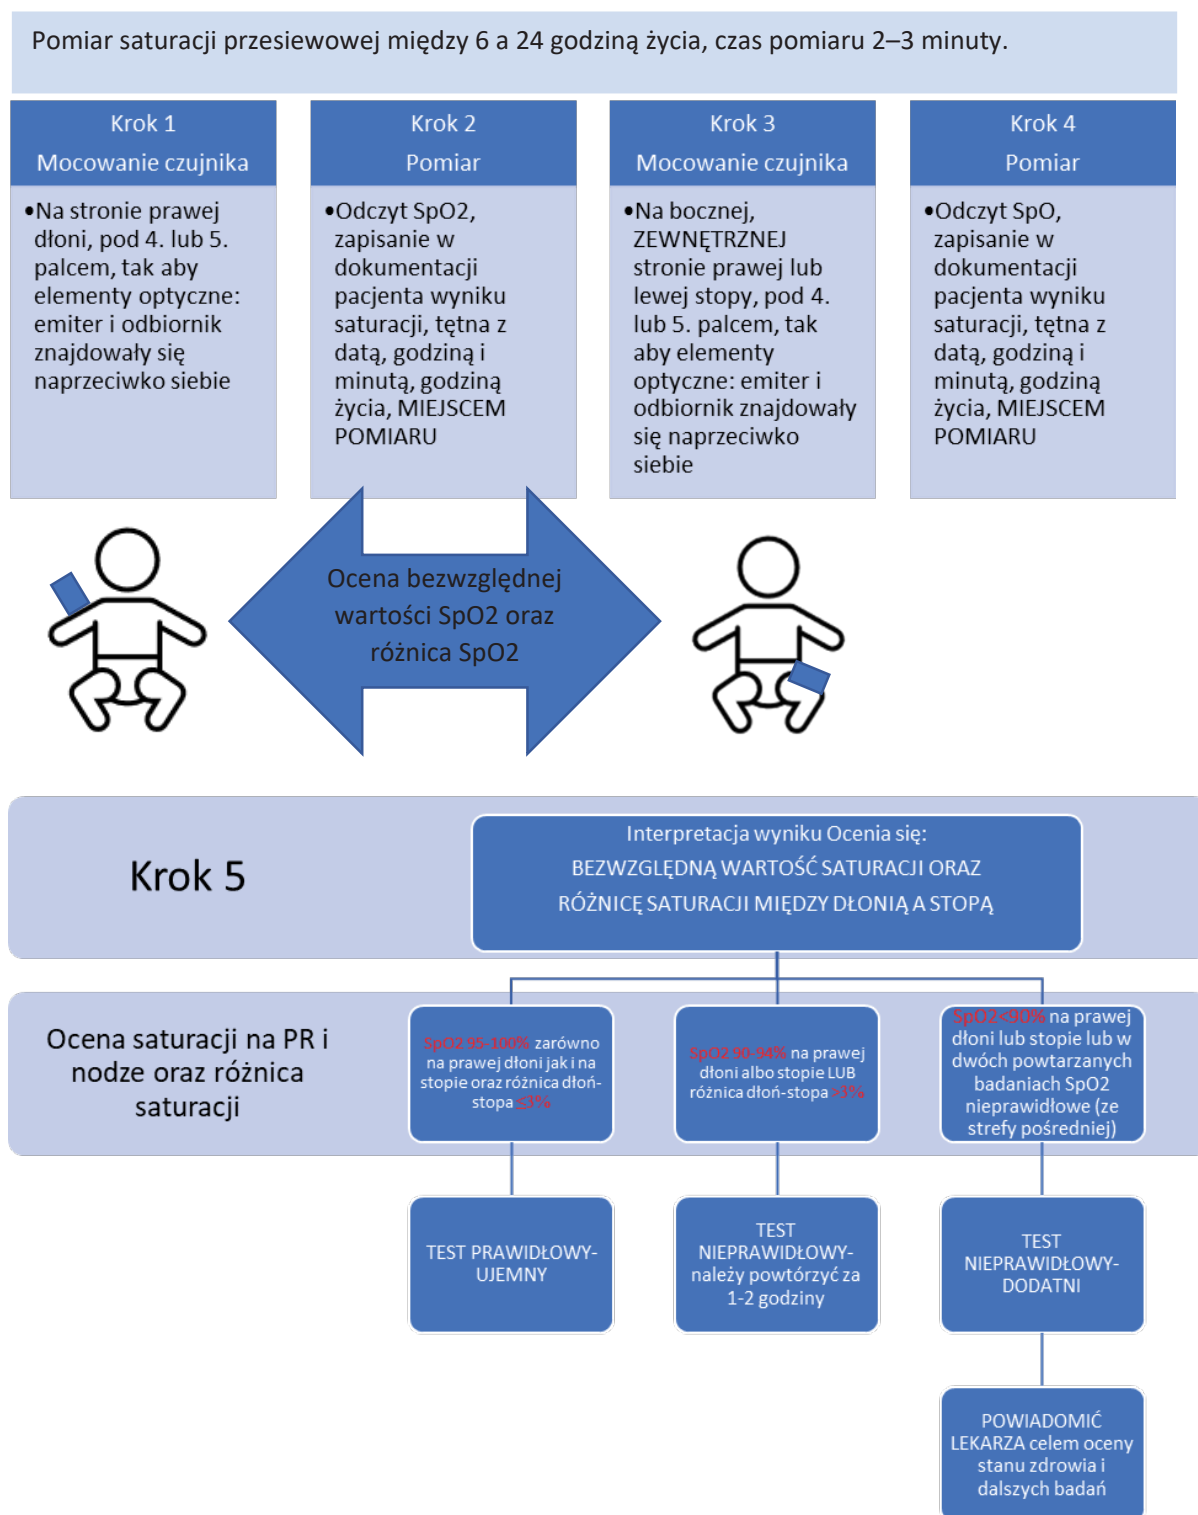 Pomiar saturacji przesiewowej między 6 a 24 godziną życia, czas pomiaru 2–3 minuty.
Krok 1
Mocowanie czujnika
•Na stronie prawej
dłoni, pod 4. lub 5.
palcem, tak aby
elementy optyczne:
emiter i odbiornik
znajdowały się
naprzeciwko siebie
Krok 2
Pomiar
•Odczyt SpO2,
zapisanie w
dokumentacji
pacjenta wyniku
saturacji, tętna z
datą, godziną i
minutą, godziną
życia, MIEJSCEM
POMIARU
Krok 3
Mocowanie czujnika
•Na bocznej,
ZEWNĘTRZNEJ
stronie prawej lub
lewej stopy, pod 4.
lub 5. palcem, tak
aby elementy
optyczne: emiter i
odbiornik znajdowały
się naprzeciwko
siebie
Krok 4
Pomiar
•Odczyt SpO,
zapisanie w
dokumentacji
pacjenta wyniku
saturacji, tętna z
datą, godziną i
minutą, godziną
życia, MIEJSCEM
POMIARU
Ocena bezwzględnej
wartości SpO2 oraz
różnica SpO2
Krok 5
Interpretacja wyniku Ocenia się:
BEZWZGLĘDNĄ WARTOŚĆ SATURACJI ORAZ
RÓŻNICĘ SATURACJI MIĘDZY DŁONIĄ A STOPĄ
Ocena saturacji na PR i
nodze oraz różnica
saturacji
SpO2 95-100% zarówno
na prawej dłoni jak i na
stopie oraz różnica dłoń-
stopa ≤3%
SpO2 90-94% na prawej
dłoni albo stopie LUB
różnica dłoń-stopa >3%
SpO2<90% na prawej
dłoni lub stopie lub w
dwóch powtarzanych
badaniach SpO2
nieprawidłowe (ze
strefy pośredniej)
TEST PRAWIDŁOWY-
UJEMNY
TEST
NIEPRAWIDŁOWY-
należy powtórzyć za
1-2 godziny
TEST
NIEPRAWIDŁOWY-
DODATNI
POWIADOMIĆ
LEKARZA celem oceny
stanu zdrowia i
dalszych badań